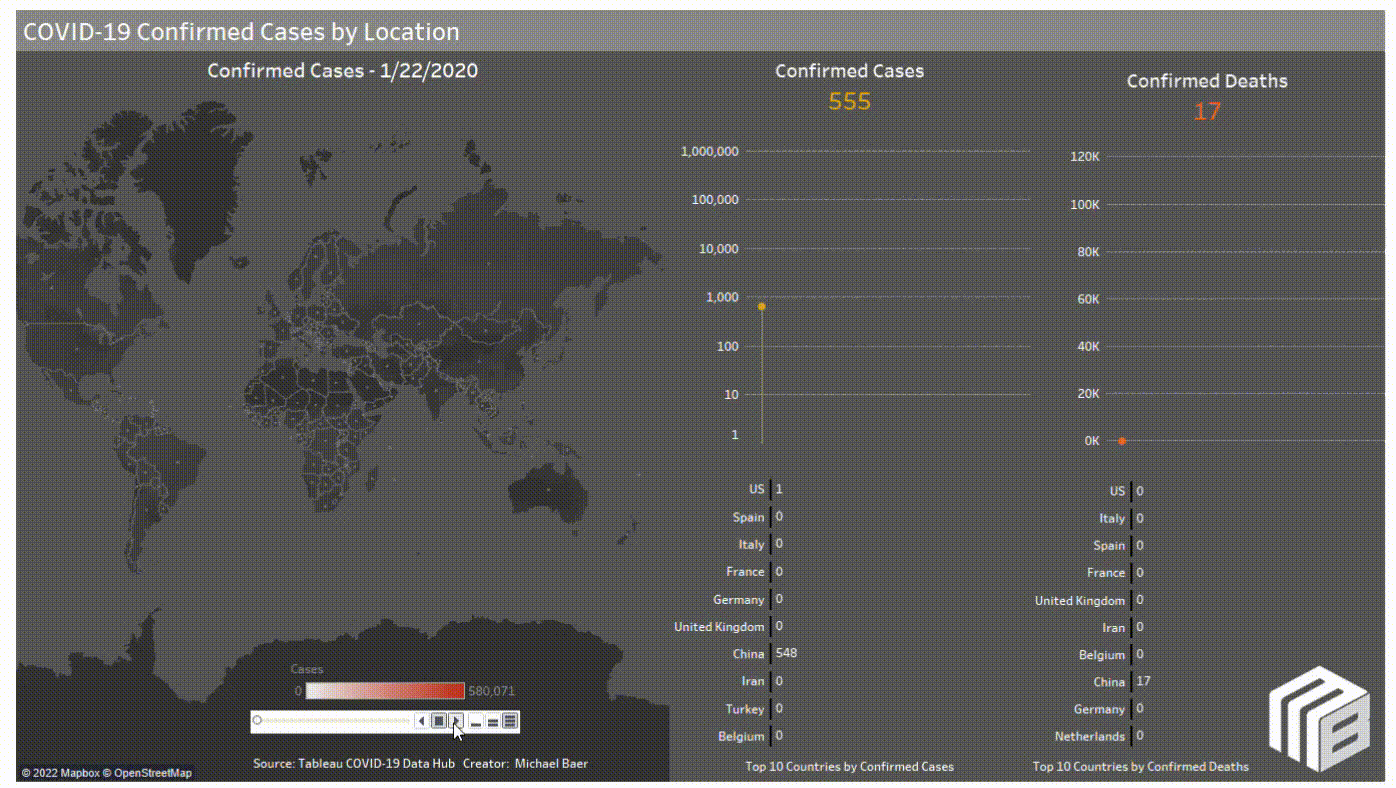 COVID-19 Confirmed Cases by Location
Confirmed Cases - 1/22/2020
Confirmed Cases
555
Confirmed Deaths
17
1,000,000
100,000
10,000
1,000
100
10
1
120K
100K
80K
60K
40K
20K
0K
US 1
Spain 0
Italy 0
France 0
Germany 0
United Kingdom 0
China 548
Iran 0
Turkey 0
Belgium 0
Top 10 Countries by Confirmed Cases
US 0
Italy 0
Spain 0
France 0
United Kingdom 0
Iran 0
Belgium 0
China 17
Germany 0
Netherlands 0
Top 10 Countries by Confirmed Deaths
Cases
0 580,071
Source: Tableau COVID-19 Data Hub Creator: Michael Baer
© 2022 Mapbox © OpenStreetMap
MB